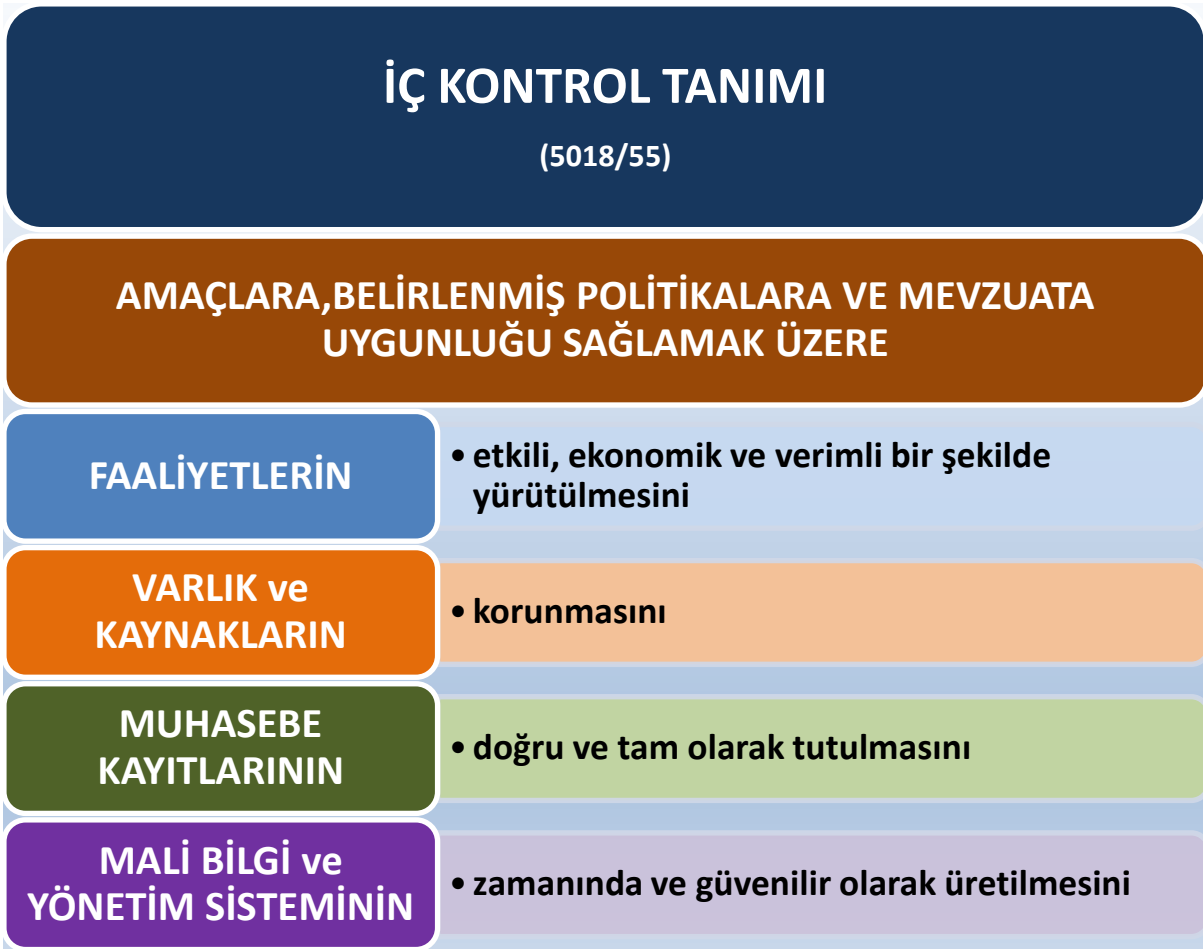 İÇ KONTROL TANIMI
(5018/55)
AMAÇLARA,BELİRLENMİŞ POLİTİKALARA VE MEVZUATA
UYGUNLUĞU SAĞLAMAK ÜZERE
FAALİYETLERİN
• etkili, ekonomik ve verimli bir şekilde
yürütülmesini
VARLIK ve
KAYNAKLARIN
• korunmasını
MUHASEBE
KAYITLARININ
• doğru ve tam olarak tutulmasını
MALİ BİLGİ ve
YÖNETİM SİSTEMİNİN
• zamanında ve güvenilir olarak üretilmesini